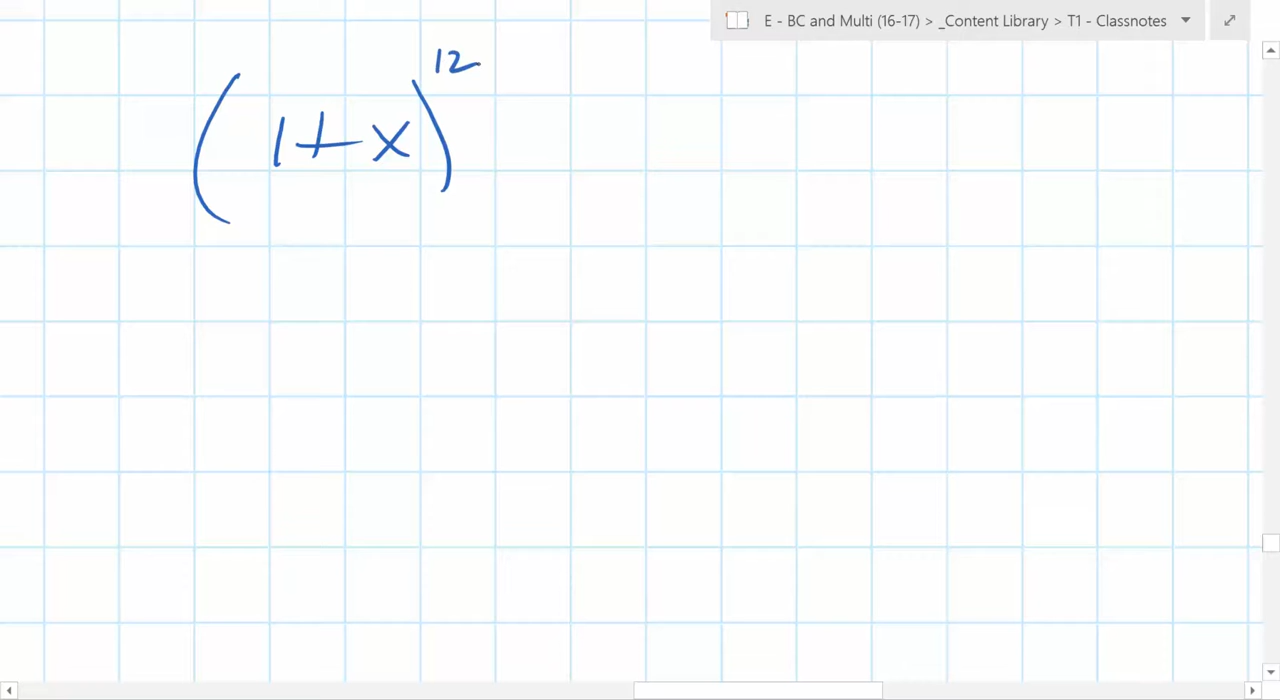 E - BC and Multi (16-17) > _Content Library > T1 - Classnotes
(1+x)^12